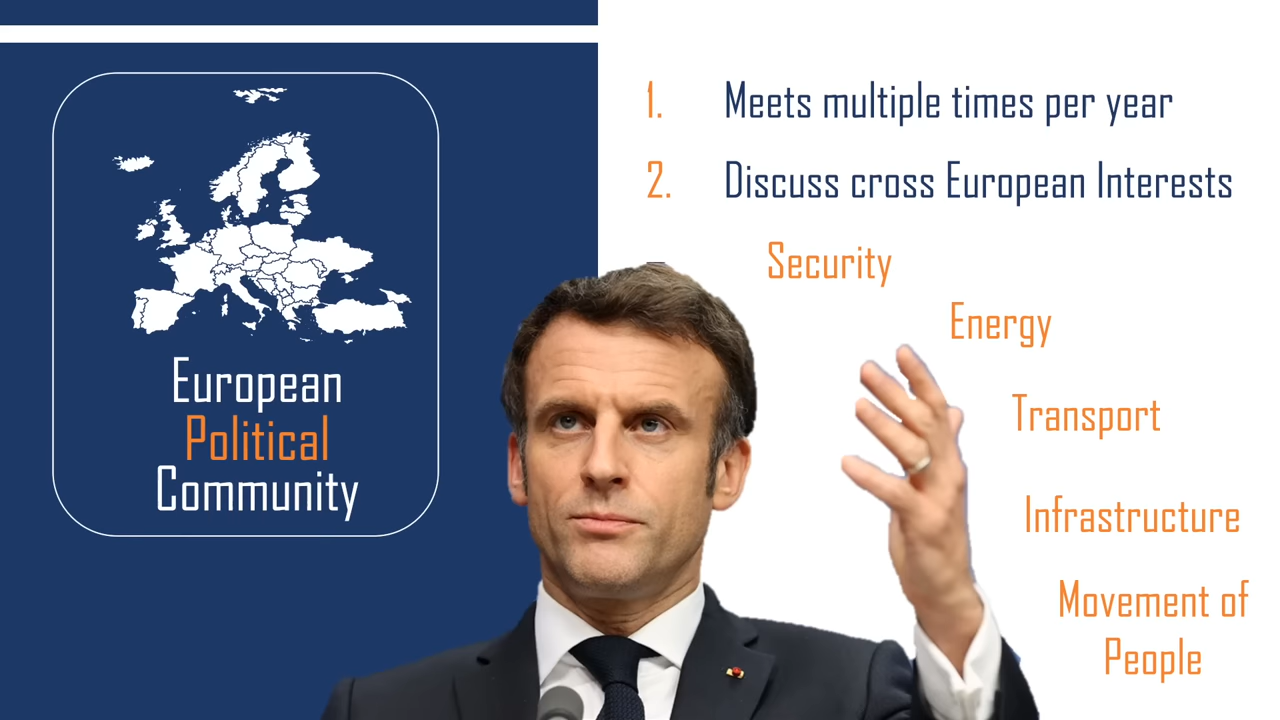 European
Political
Community
1. Meets multiple times per year
2. Discuss cross European Interests
Security
Energy
Transport
Infrastructure
Movement of
People